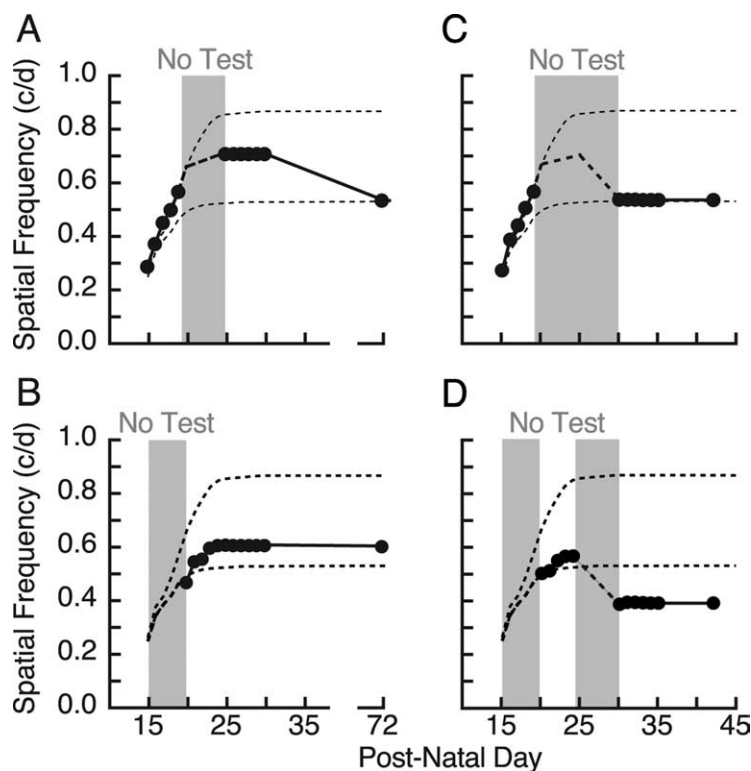 A
C
No Test
No Test
Spatial Frequency (c/d)
1.0
0.8
0.6
0.4
0.2
0.0
B
D
No Test
No Test
Spatial Frequency (c/d)
1.0
0.8
0.6
0.4
0.2
0.0
15 25 35 72
15 25 35 45
Post-Natal Day